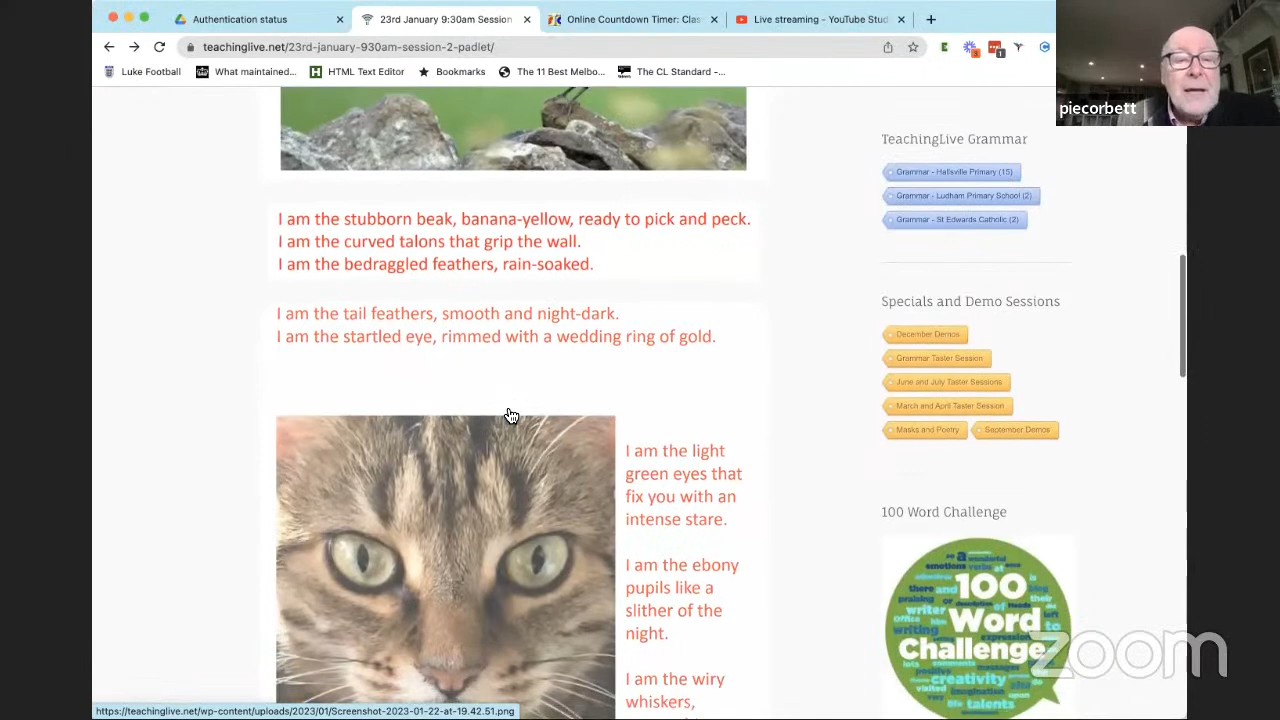 Authentication status
23rd January 9:30am Session
Online Countdown Timer: Clas
Live streaming - YouTube Stud
teachinglive.net/23rd-january-930am-session-2-padlet/
Luke Football
What maintained...
HTML Text Editor
Bookmarks
The 11 Best Melbo...
The CL Standard -...
piecorbett
I am the stubborn beak, banana-yellow, ready to pick and peck.
I am the curved talons that grip the wall.
I am the bedraggled feathers, rain-soaked.
I am the tail feathers, smooth and night-dark.
I am the startled eye, rimmed with a wedding ring of gold.
I am the light
green eyes that
fix you with an
intense stare.
I am the ebony
pupils like a
slither of the
night.
I am the wiry
whiskers,
TeachingLive Grammar
Grammar - Hallsville Primary (15)
Grammar - Ludham Primary School (2)
Grammar - St Edwards Catholic (2)
Specials and Demo Sessions
December Demos
Grammar Taster Session
June and July Taster Sessions
March and April Taster Session
Masks and Poetry
September Demos
100 Word Challenge
100
Word
Challenge
creativity
writing
writer
zoom
https://teachinglive.net/wp-content/uploads/2023/01/Screenshot-2023-01-22-at-19.42.51.png